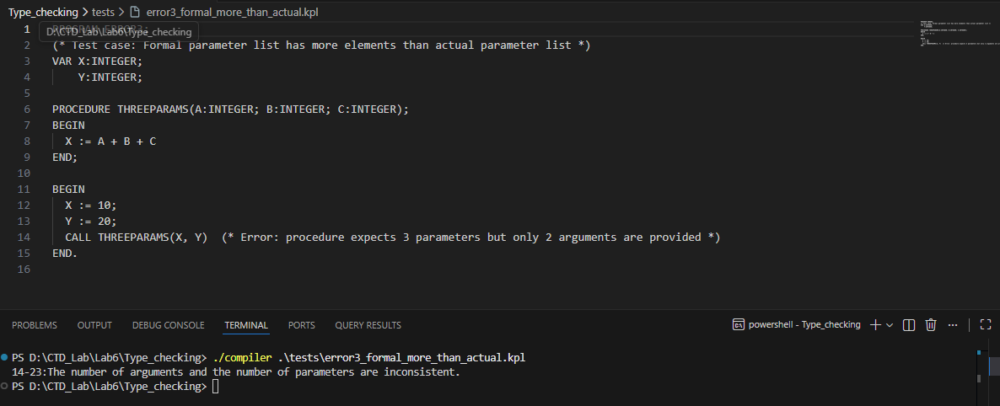 Type_checking > tests > error3_formal_more_than_actual.kpl
D:\CTD_Lab\Lab6\Type_checking
1 PROGRAM ERROR3;
2 (* Test case: Formal parameter list has more elements than actual parameter list *)
3 VAR X:INTEGER;
4 Y:INTEGER;
5
6 PROCEDURE THREEPARAMS(A:INTEGER; B:INTEGER; C:INTEGER);
7 BEGIN
8 X := A + B + C
9 END;
10
11 BEGIN
12 X := 10;
13 Y := 20;
14 CALL THREEPARAMS(X, Y) (* Error: procedure expects 3 parameters but only 2 arguments are provided *)
15 END.
16
PROBLEMS OUTPUT DEBUG CONSOLE TERMINAL PORTS QUERY RESULTS powershell - Type_checking
PS D:\CTD_Lab\Lab6\Type_checking> ./compiler .\tests\error3_formal_more_than_actual.kpl
14-23:The number of arguments and the number of parameters are inconsistent.
PS D:\CTD_Lab\Lab6\Type_checking>